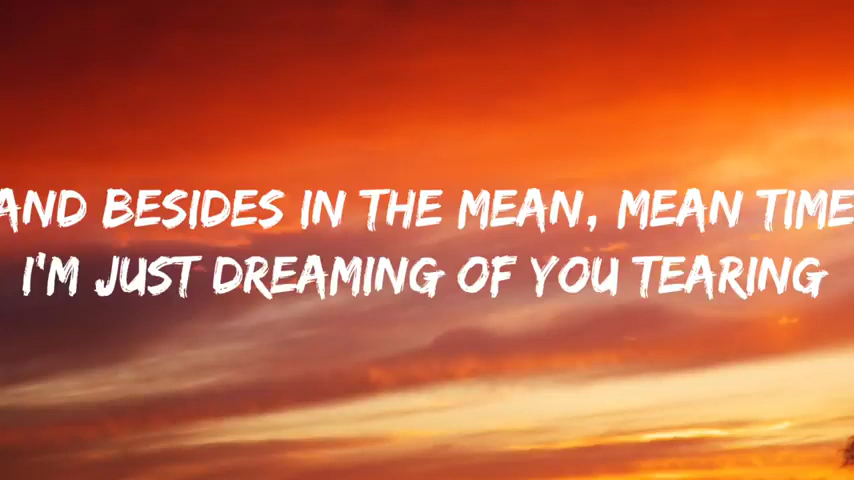 AND BESIDES IN THE MEAN, MEAN TIME
I'M JUST DREAMING OF YOU TEARING